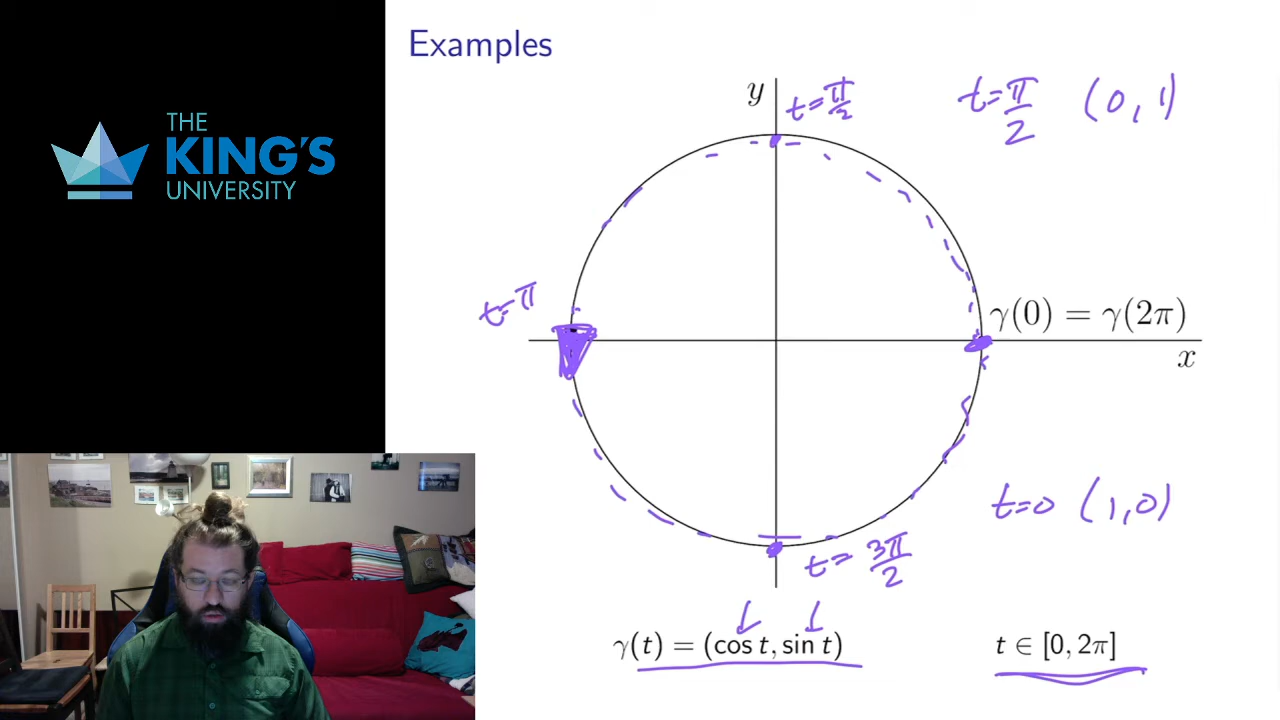 THE
KING'S
UNIVERSITY
Examples
y
t=π/2
t=π/2 (0, 1)
t=π
γ(0) = γ(2π)
x
t=0 (1,0)
t= 3π/2
γ(t) = (cos t, sin t)
t ∈ [0, 2π]